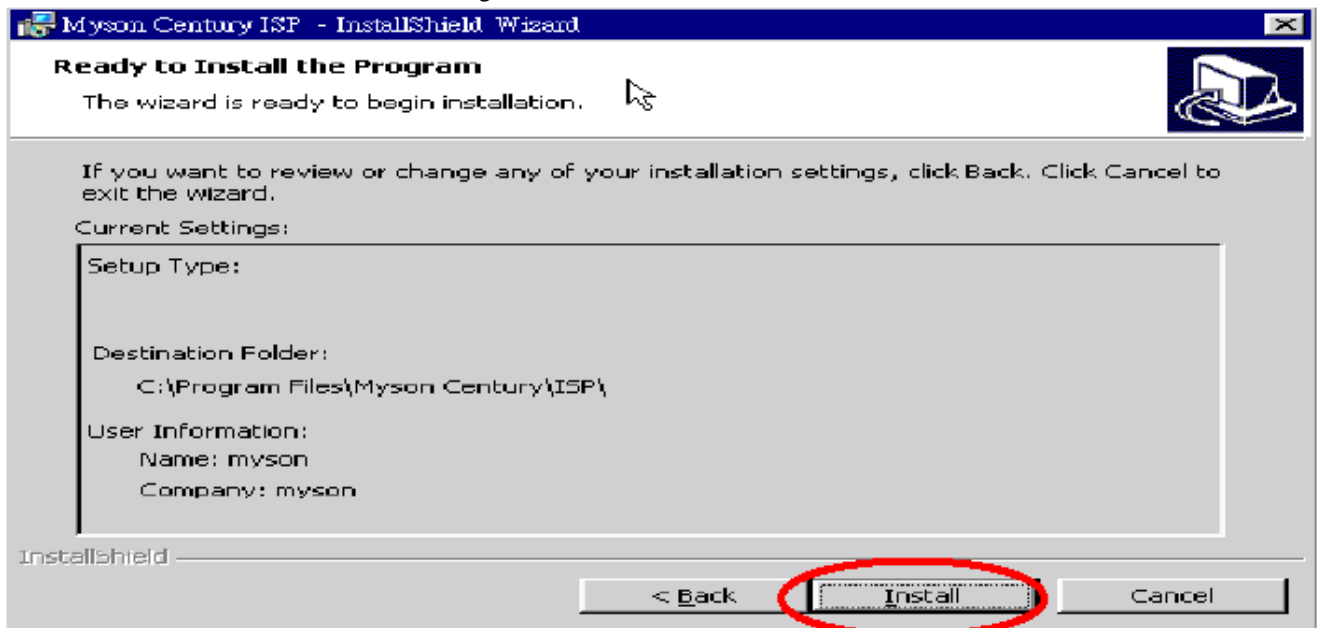 Myson Century ISP - InstallShield Wizard
Ready to Install the Program
The wizard is ready to begin installation.
If you want to review or change any of your installation settings, click Back. Click Cancel to
exit the wizard.
Current Settings:
Setup Type:
Destination Folder:
C:\Program Files\Myson Century\ISP\
User Information:
Name: myson
Company: myson
InstallShield
< Back Install Cancel